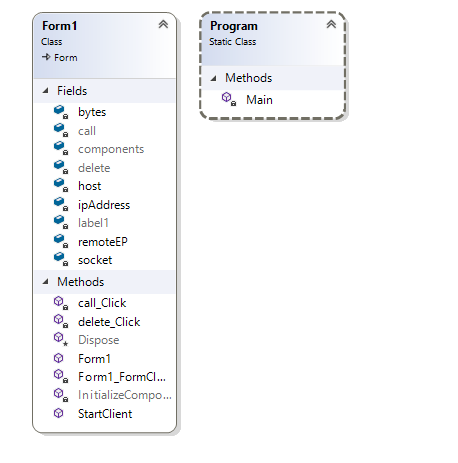 Form1
Class
Form
Fields
bytes
call
components
delete
host
ipAddress
label1
remoteEP
socket
Methods
call_Click
delete_Click
Dispose
Form1
Form1_FormCl...
InitializeCompo...
StartClient
Program
Static Class
Methods
Main